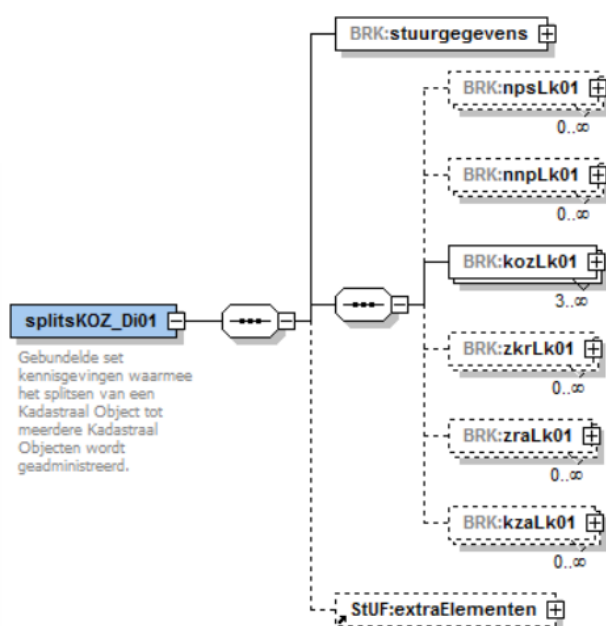 BRK:stuurgegevens
BRK:npsLk01
0..∞
BRK:nnpLk01
0..∞
BRK:kozLk01
3..∞
splitsKOZ_Di01
Gebundelde set
kennisgevingen waarmee
het splitsen van een
Kadastraal Object tot
meerdere Kadastraal
Objecten wordt
geadministreerd.
BRK:zkrLk01
0..∞
BRK:zraLk01
0..∞
BRK:kzaLk01
0..∞
StUF:extraElementen